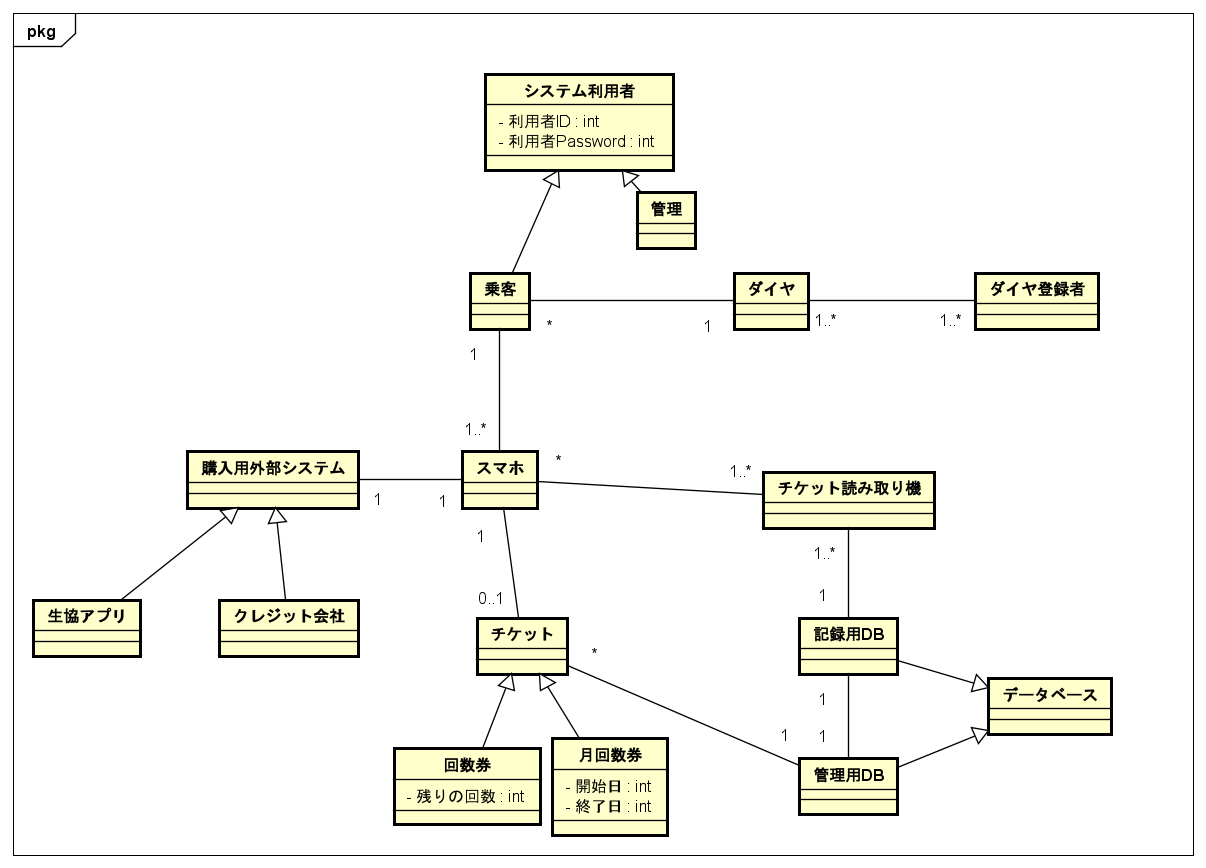 pkg
システム利用者
- 利用者ID : int
- 利用者Password : int
管理
乗客
ダイヤ
ダイヤ登録者
*
1
1..*
1..*
1
1..*
購入用外部システム
スマホ
*
1..*
チケット読み取り機
1
1
1
1..*
生協アプリ
クレジット会社
0..1
1
チケット
*
記録用DB
データベース
1
1
1
回数券
- 残りの回数 : int
月回数券
- 開始日 : int
- 終了日 : int
管理用DB